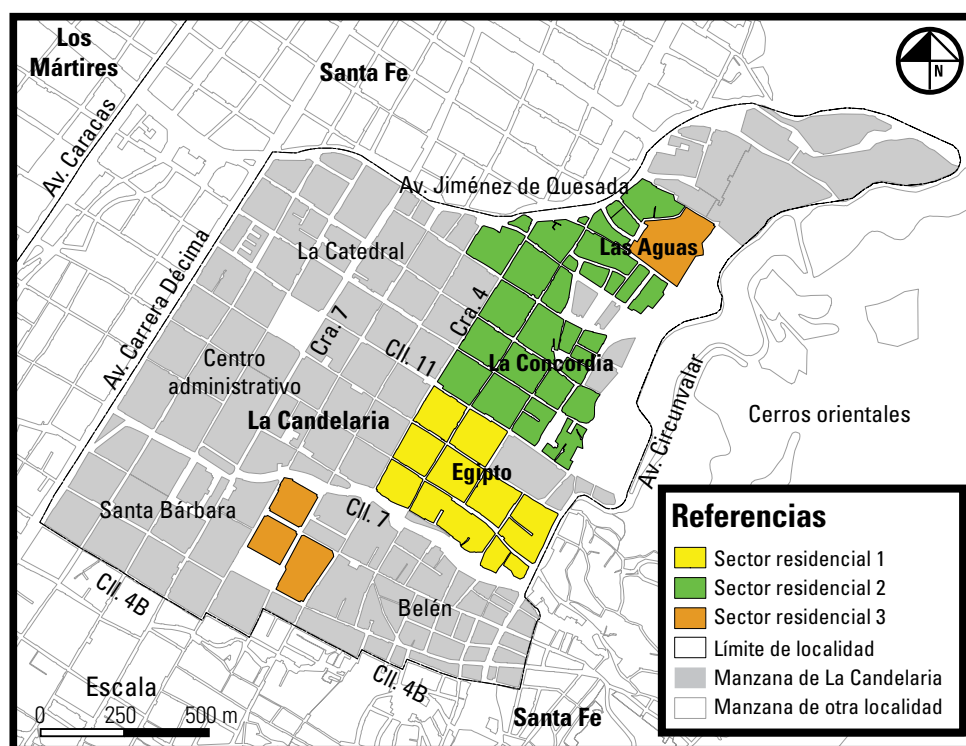 Los
Mártires
Santa Fe
N
Av. Caracas
Av. Jiménez de Quesada
Las Aguas
La Catedral
Av. Carrera Décima
Cra. 4
Cra. 7
Cll. 11
La Concordia
Centro
administrativo
La Candelaria
Av. Circunvalar
Cerros orientales
Egipto
Santa Bárbara
Cll. 7
Cll. 4B
Belén
Cll. 4B
Santa Fe
Escala
0 250 500 m
Referencias
Sector residencial 1
Sector residencial 2
Sector residencial 3
Límite de localidad
Manzana de La Candelaria
Manzana de otra localidad